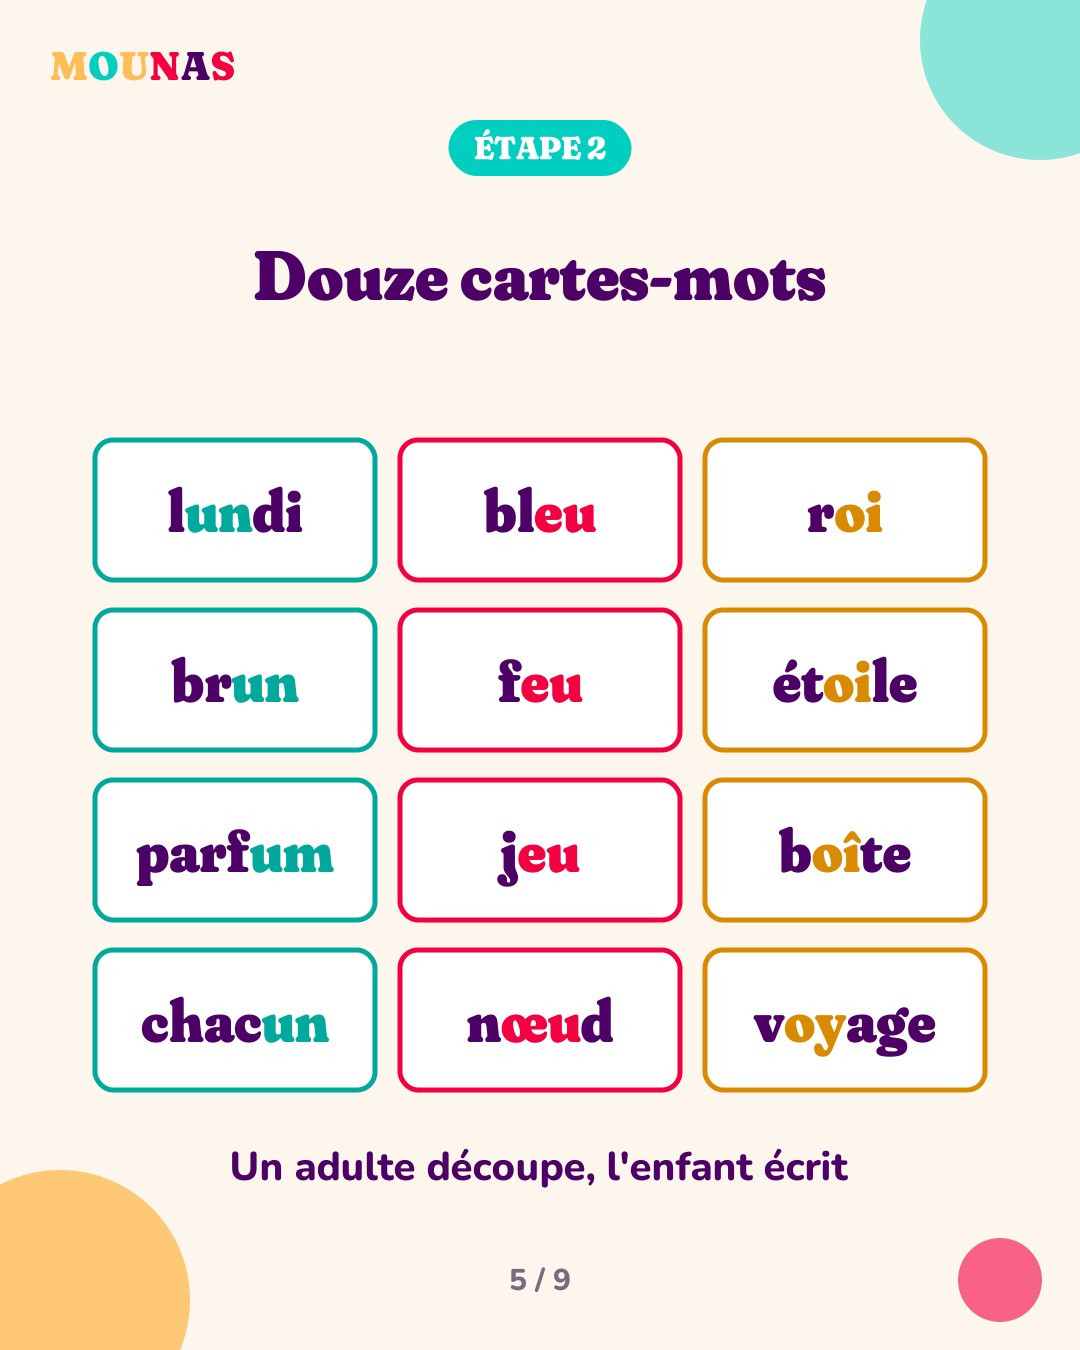 MOUNAS
ÉTAPE 2
Douze cartes-mots
lundi bleu roi
brun feu étoile
parfum jeu boîte
chacun nœud voyage
Un adulte découpe, l'enfant écrit
5 / 9